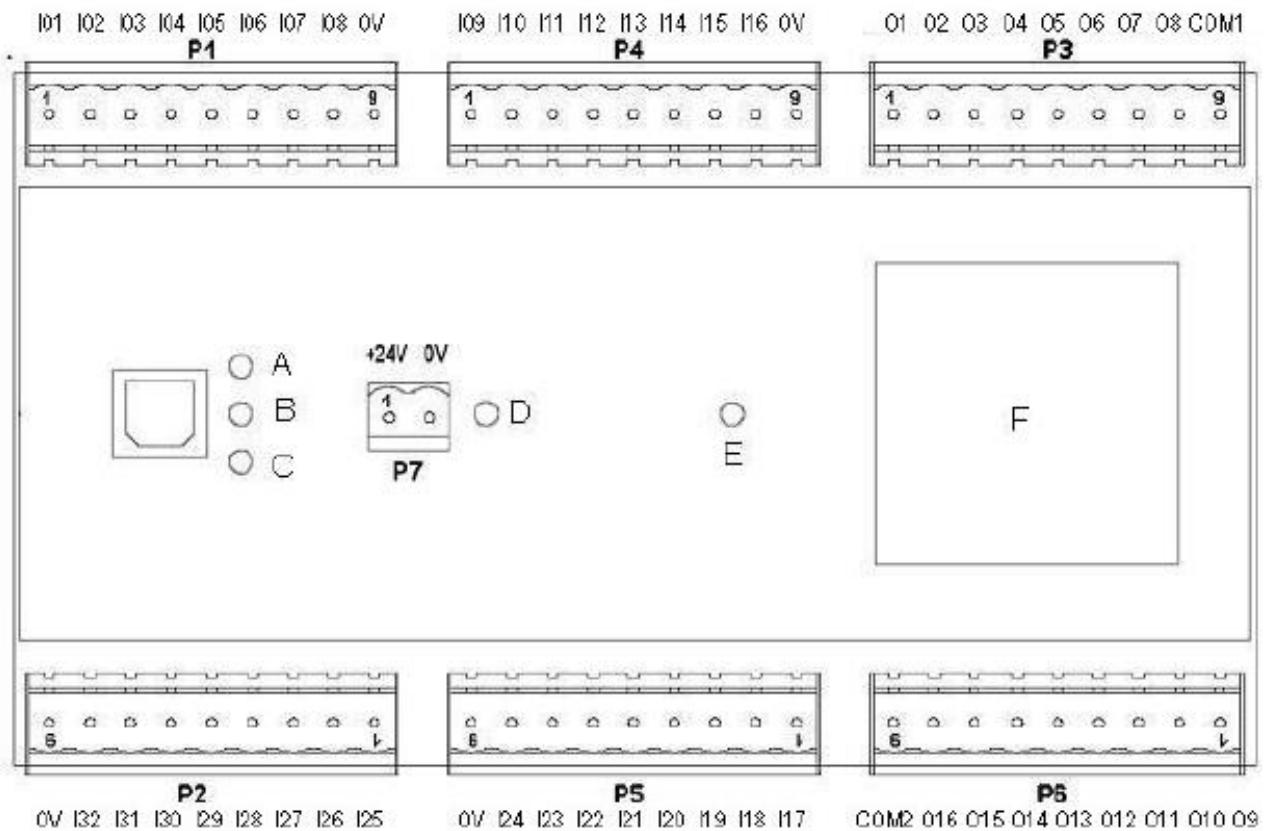 I01 I02 I03 I04 I05 I06 I07 I08 0V I09 I10 I11 I12 I13 I14 I15 I16 0V O1 O2 O3 O4 O5 O6 O7 O8 COM1
P1 P4 P3
1 9 1 9 1 9
A +24V 0V
B 1 D F
C P7 E
9 1 9 1 9 1
P2 P5 P6
0V I32 I31 I30 I29 I28 I27 I26 I25 0V I24 I23 I22 I21 I20 I19 I18 I17 COM2 O16 O15 O14 O13 O12 O11 O10 O9